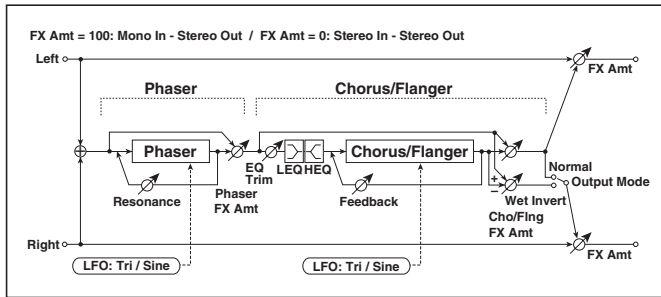 FX Amt = 100: Mono In - Stereo Out / FX Amt = 0: Stereo In - Stereo Out
Left
FX Amt
Phaser
Chorus/Flanger
Phaser
EQ
Trim
LEQ
HEQ
Chorus/Flanger
Normal
Output Mode
Resonance
Phaser
FX Amt
Feedback
+
−
Wet Invert
Cho/Flng
FX Amt
Right
FX Amt
LFO: Tri / Sine
LFO: Tri / Sine